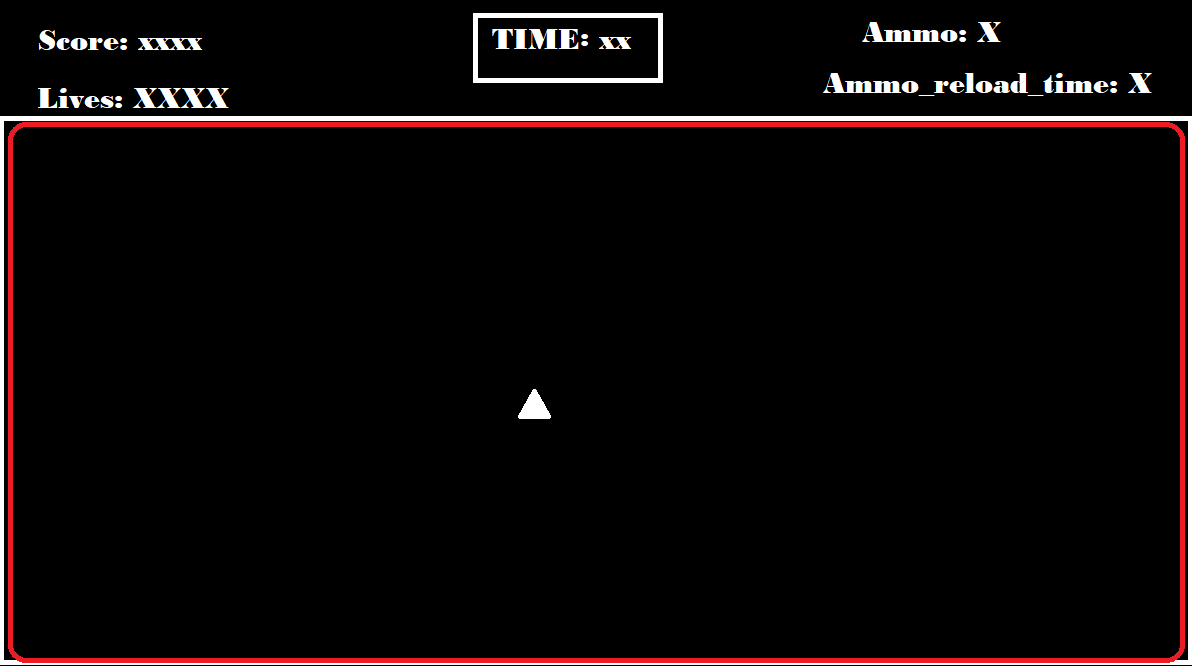 Score: xxxx
TIME: xx
Ammo: X
Lives: XXXX
Ammo_reload_time: X